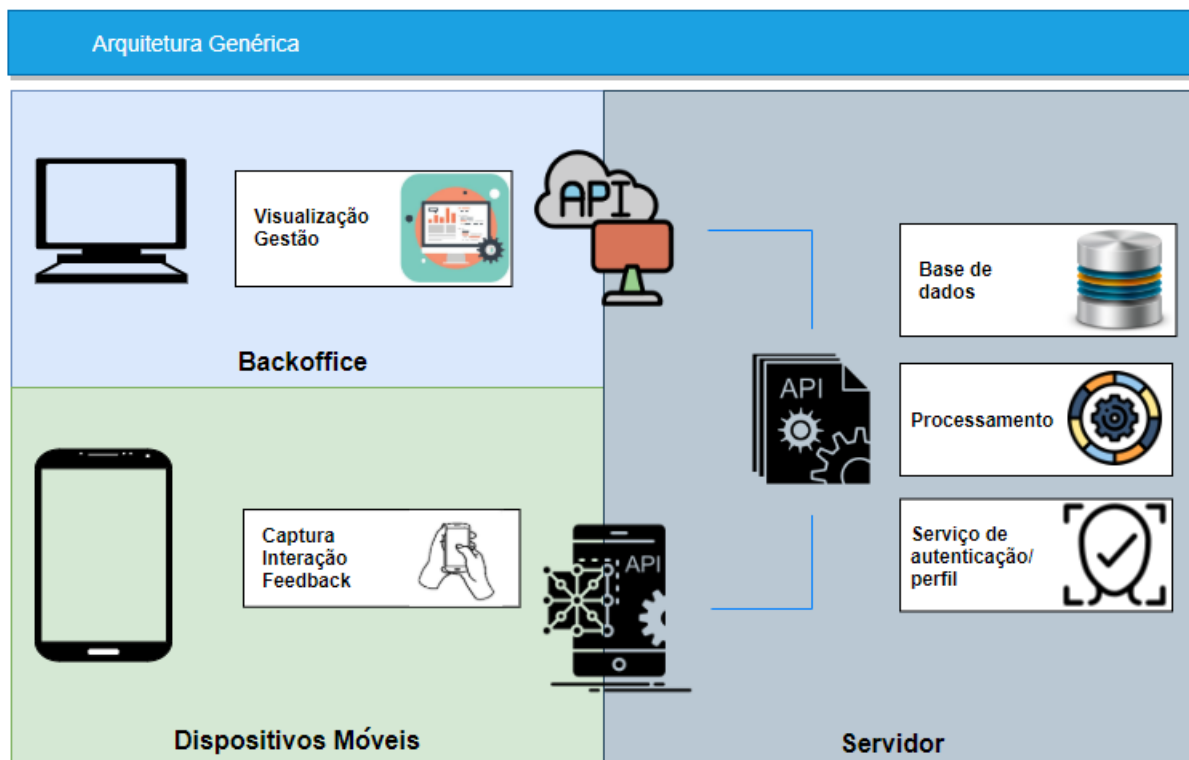 Arquitetura Genérica
Visualização
Gestão
API
Backoffice
Captura
Interação
Feedback
API
Dispositivos Móveis
API
Base de
dados
Processamento
Serviço de
autenticação/
perfil
Servidor